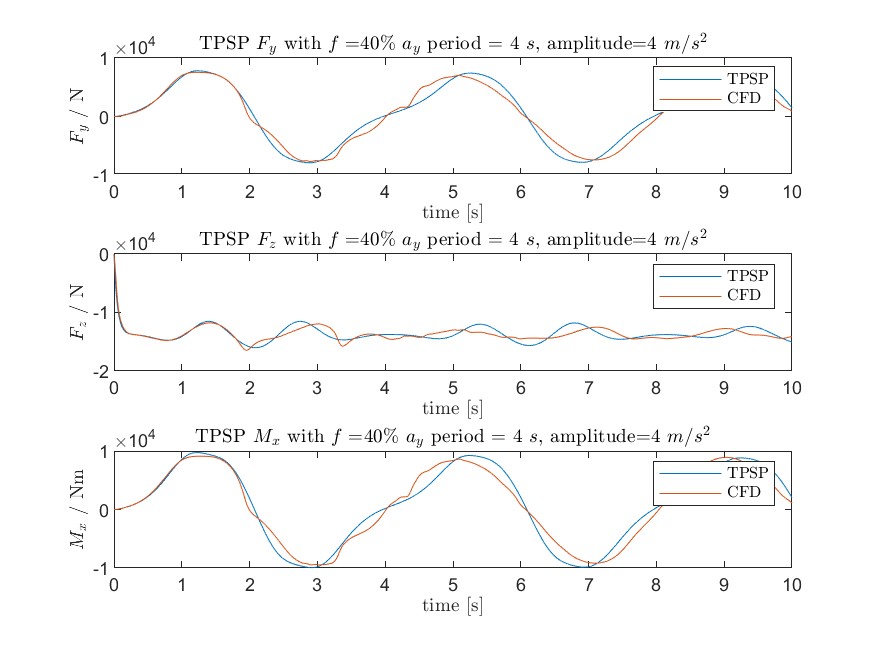 TPSP F_y with f =40% a_y period = 4 s, amplitude=4 m/s²
×10⁴
1
0
-1
F_y / N
TPSP
CFD
0 1 2 3 4 5 6 7 8 9 10
time [s]
TPSP F_z with f =40% a_y period = 4 s, amplitude=4 m/s²
×10⁴
0
-1
-2
F_z / N
TPSP
CFD
0 1 2 3 4 5 6 7 8 9 10
time [s]
TPSP M_x with f =40% a_y period = 4 s, amplitude=4 m/s²
×10⁴
1
0
-1
M_x / Nm
TPSP
CFD
0 1 2 3 4 5 6 7 8 9 10
time [s]